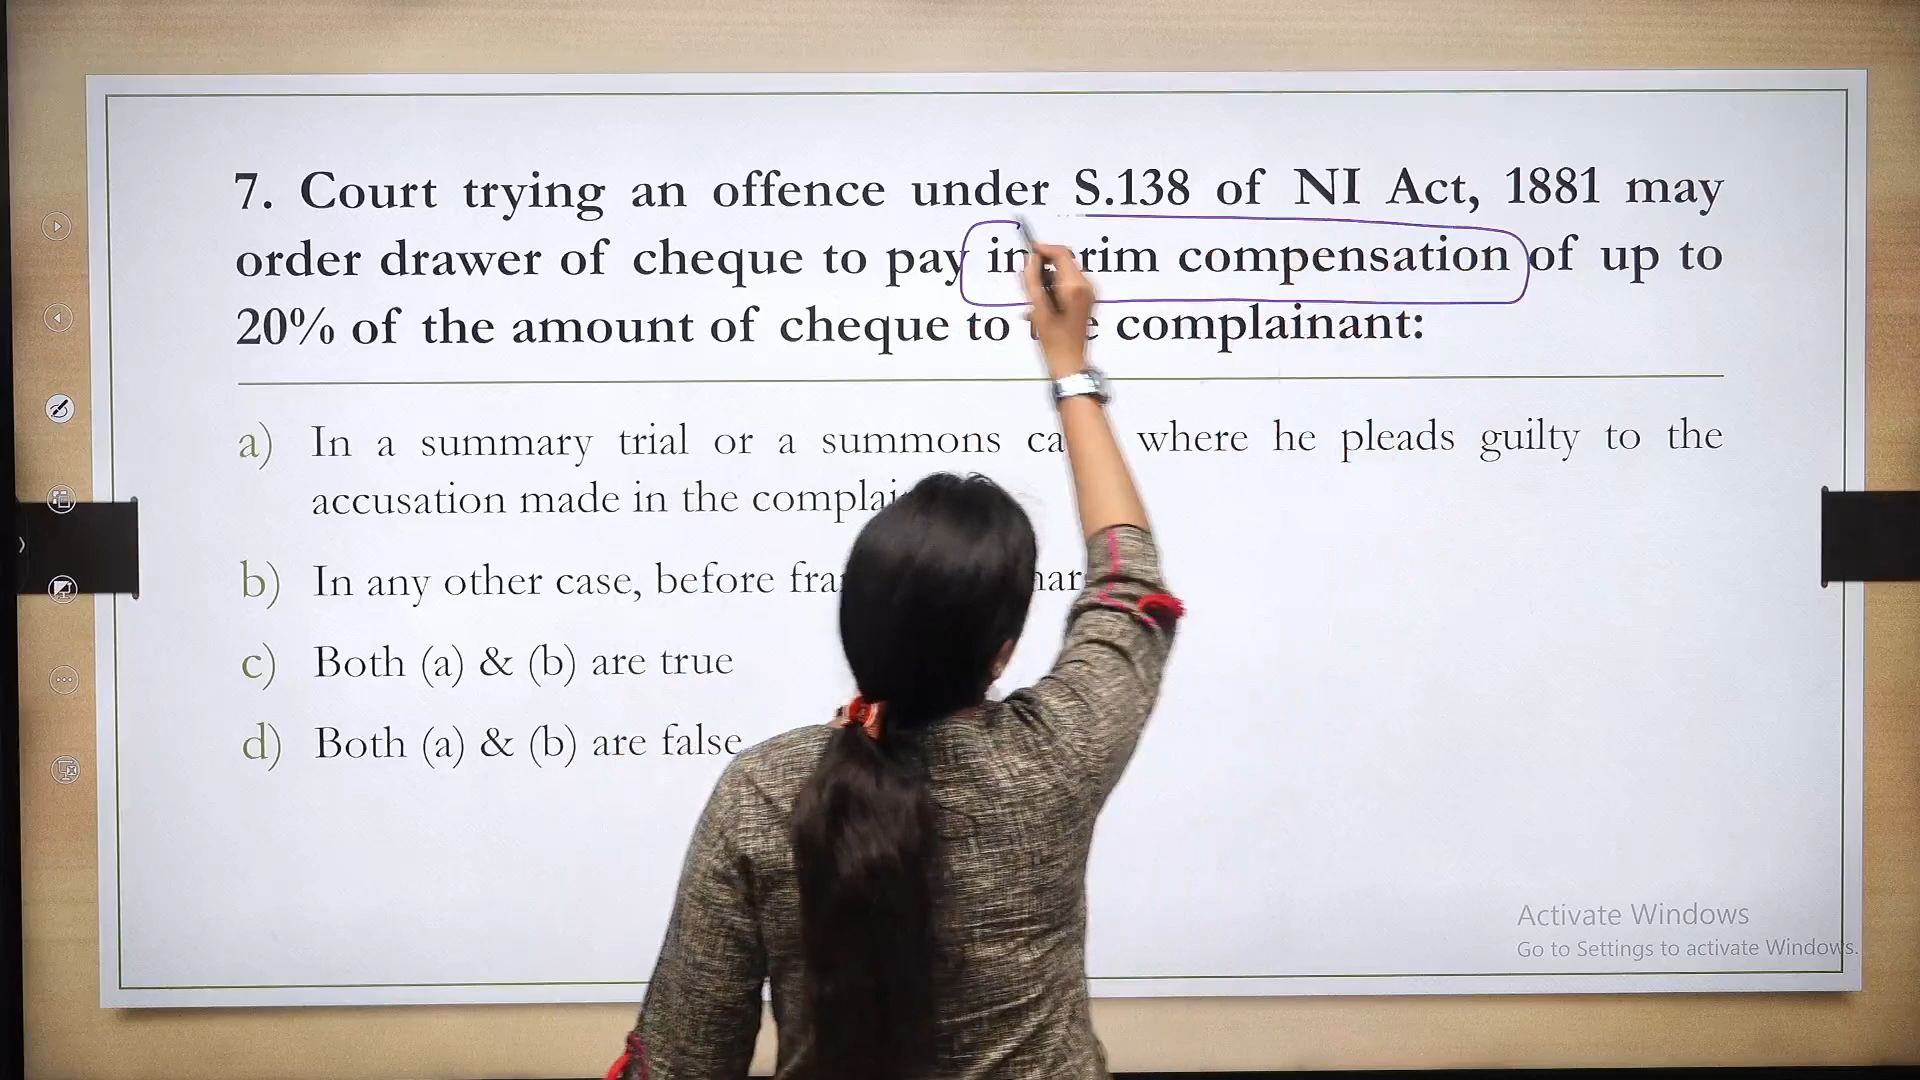 7. Court trying an offence under S.138 of NI Act, 1881 may
order drawer of cheque to pay compensation of up to
20% of the amount of cheque to complainant:
a) In a summary trial or a summons where he pleads guilty to the
accusation made in the
b) In any other case, before
c) Both (a) & (b) are true
d) Both (a) & (b) are false
Activate Windows
Go to Settings to activate Windows.